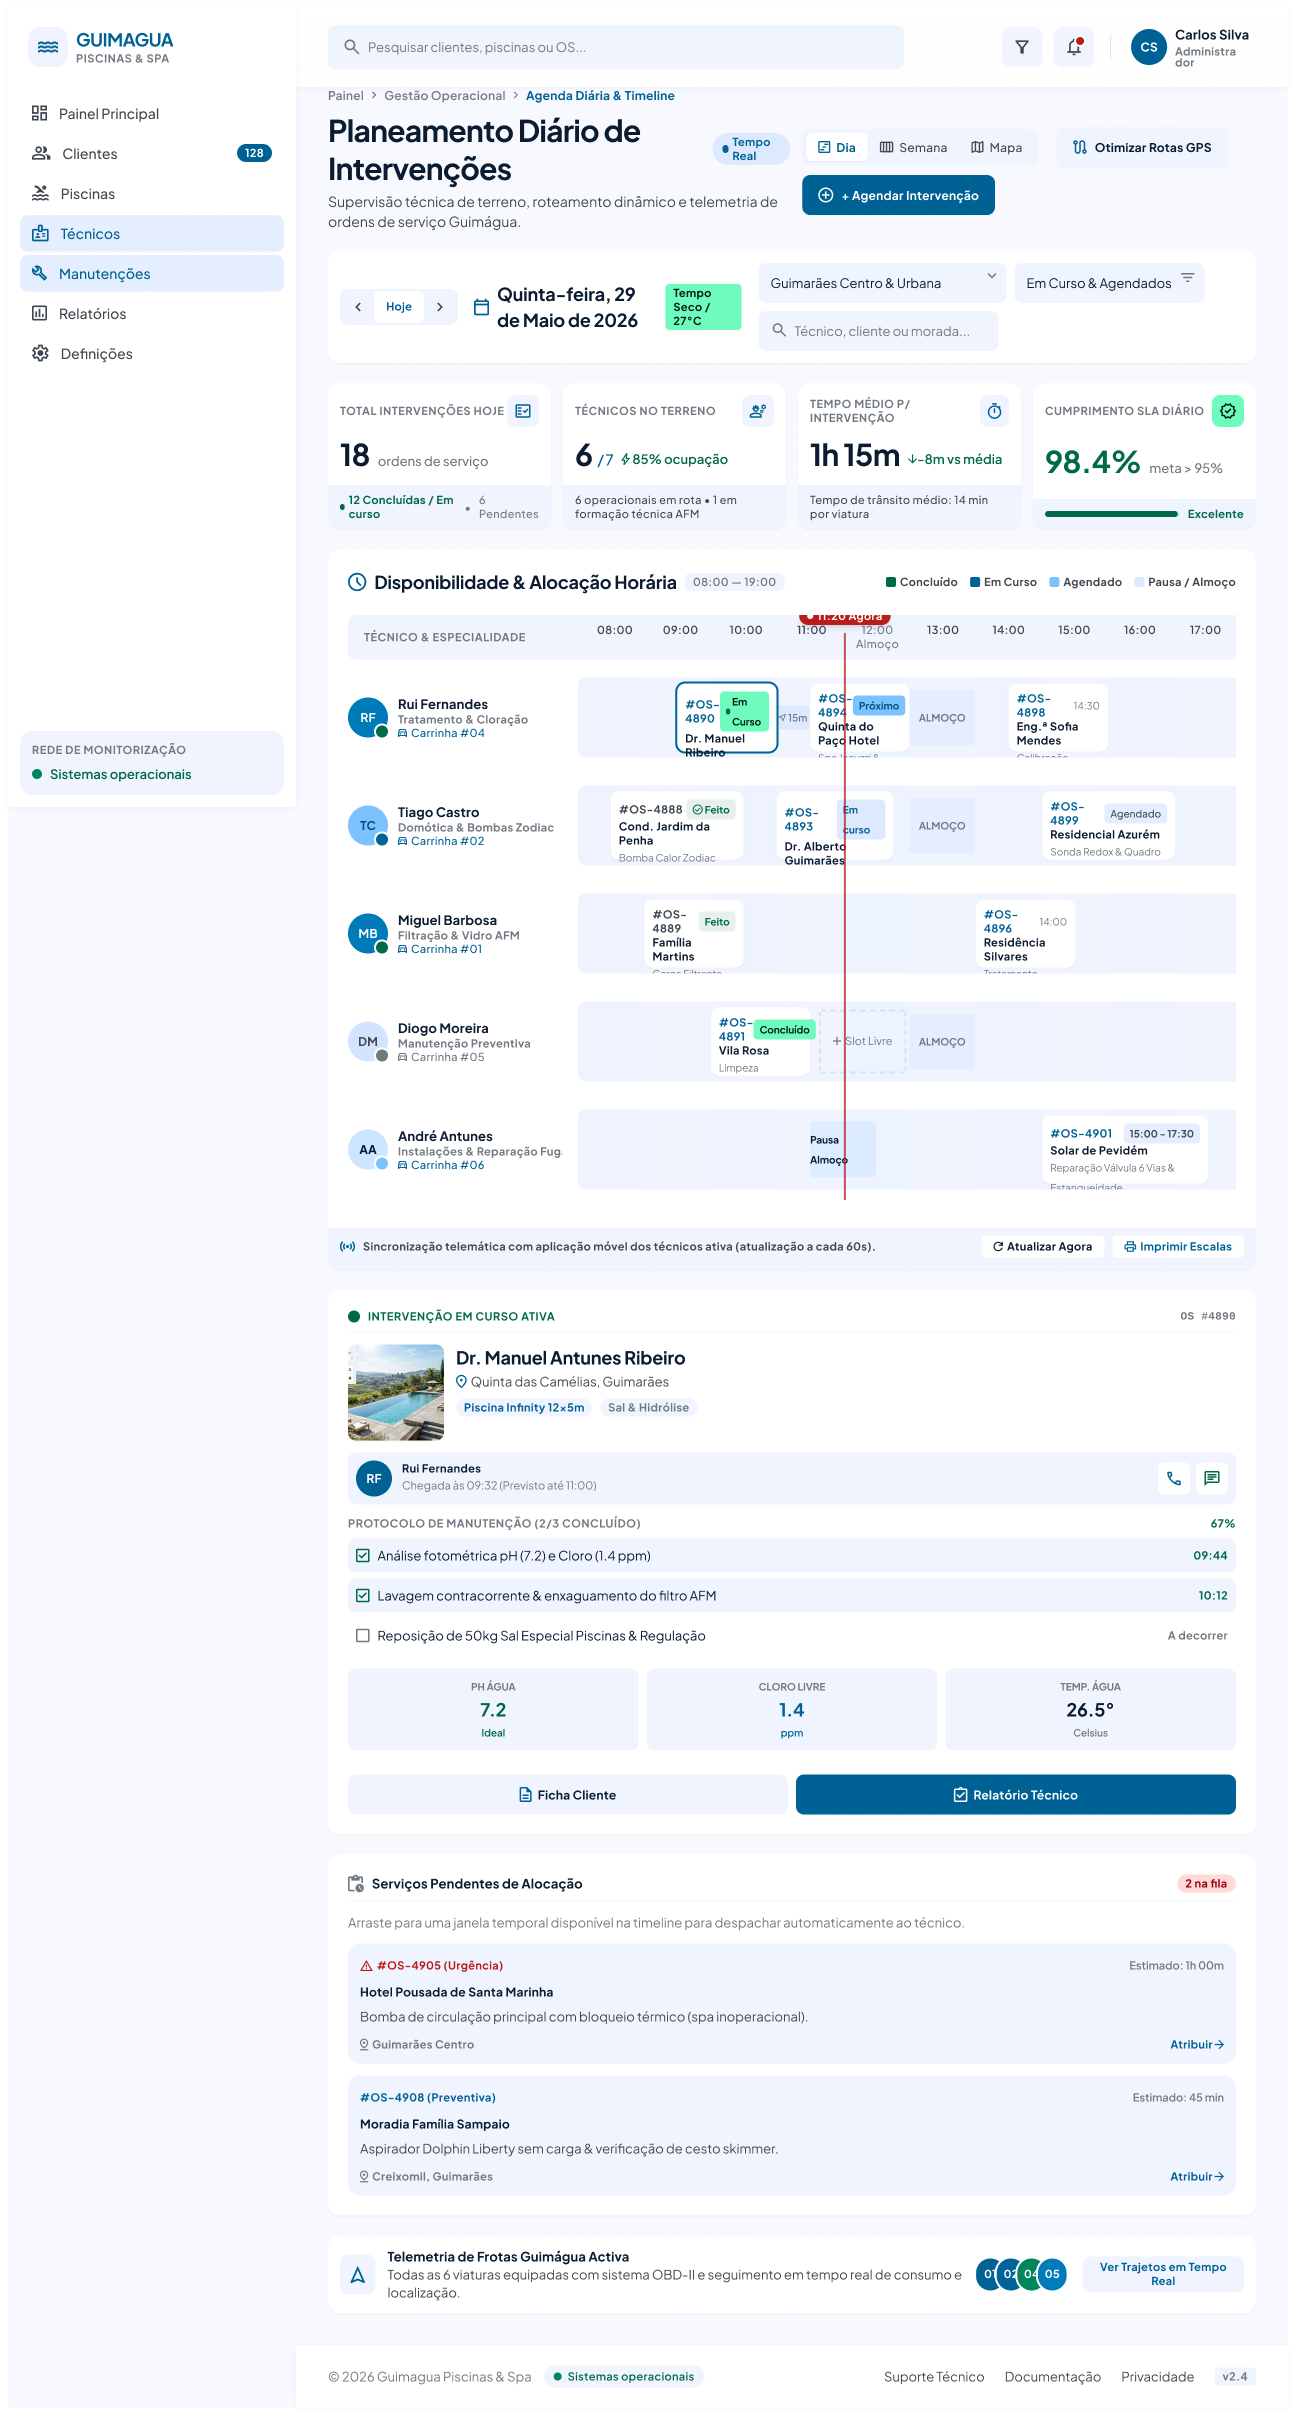 GUIMAGUA
PISCINAS & SPA
Pesquisar clientes, piscinas ou OS...
CS
Carlos Silva
Administra
dor
Painel Principal
Clientes
128
Piscinas
Técnicos
Manutenções
Relatórios
Definições
REDE DE MONITORIZAÇÃO
Sistemas operacionais
Painel > Gestão Operacional > Agenda Diária & Timeline
Planeamento Diário de
Intervenções
Tempo
Real
Supervisão técnica de terreno, roteamento dinâmico e telemetria de
ordens de serviço Guimágua.
Dia
Semana
Mapa
Otimizar Rotas GPS
+ Agendar Intervenção
Hoje
Quinta-feira, 29
de Maio de 2026
Tempo
Seco /
27°C
Guimarães Centro & Urbana
Em Curso & Agendados
Técnico, cliente ou morada...
TOTAL INTERVENÇÕES HOJE
18 ordens de serviço
12 Concluídas / Em
curso
• 6
Pendentes
TÉCNICOS NO TERRENO
6 /7 85% ocupação
6 operacionais em rota • 1 em
formação técnica AFM
TEMPO MÉDIO P/
INTERVENÇÃO
1h 15m ↓-8m vs média
Tempo de trânsito médio: 14 min
por viatura
CUMPRIMENTO SLA DIÁRIO
98.4% meta > 95%
Excelente
Disponibilidade & Alocação Horária
08:00 — 19:00
Concluído
Em Curso
Agendado
Pausa / Almoço
TÉCNICO & ESPECIALIDADE
11:20 Agora
08:00
09:00
10:00
11:00
12:00
Almoço
13:00
14:00
15:00
16:00
17:00
RF
Rui Fernandes
Tratamento & Cloração
Carrinha #04
#OS-
4890
Em
Curso
Dr. Manuel
Ribeiro
15m
#OS-
4894
Próximo
Quinta do
Paço Hotel
Spa Jacuzzi &
ALMOÇO
#OS-
4898
14:30
Eng.ª Sofia
Mendes
Calibração
TC
Tiago Castro
Domótica & Bombas Zodiac
Carrinha #02
#OS-4888
Feito
Cond. Jardim da
Penha
Bomba Calor Zodiac
#OS-
4893
Em
curso
Dr. Alberto
Guimarães
ALMOÇO
#OS-
4899
Agendado
Residencial Azurém
Sonda Redox & Quadro
MB
Miguel Barbosa
Filtração & Vidro AFM
Carrinha #01
#OS-
4889
Feito
Família
Martins
Carga Filtrante
#OS-
4896
14:00
Residência
Silvares
Tratamento
DM
Diogo Moreira
Manutenção Preventiva
Carrinha #05
#OS-
4891
Concluído
Vila Rosa
Limpeza
+ Slot Livre
ALMOÇO
AA
André Antunes
Instalações & Reparação Fug
Carrinha #06
Pausa
Almoço
#OS-4901
15:00 - 17:30
Solar de Pevidém
Reparação Válvula 6 Vias &
Estanqueidade
Sincronização telemática com aplicação móvel dos técnicos ativa (atualização a cada 60s).
Atualizar Agora
Imprimir Escalas
INTERVENÇÃO EM CURSO ATIVA
OS #4890
Dr. Manuel Antunes Ribeiro
Quinta das Camélias, Guimarães
Piscina Infinity 12x5m
Sal & Hidrólise
RF
Rui Fernandes
Chegada às 09:32 (Previsto até 11:00)
PROTOCOLO DE MANUTENÇÃO (2/3 CONCLUÍDO)
67%
Análise fotométrica pH (7.2) e Cloro (1.4 ppm)
09:44
Lavagem contracorrente & enxaguamento do filtro AFM
10:12
Reposição de 50kg Sal Especial Piscinas & Regulação
A decorrer
PH ÁGUA
7.2
Ideal
CLORO LIVRE
1.4
ppm
TEMP. ÁGUA
26.5°
Celsius
Ficha Cliente
Relatório Técnico
Serviços Pendentes de Alocação
2 na fila
Arraste para uma janela temporal disponível na timeline para despachar automaticamente ao técnico.
#OS-4905 (Urgência)
Estimado: 1h 00m
Hotel Pousada de Santa Marinha
Bomba de circulação principal com bloqueio térmico (spa inoperacional).
Guimarães Centro
Atribuir→
#OS-4908 (Preventiva)
Estimado: 45 min
Moradia Família Sampaio
Aspirador Dolphin Liberty sem carga & verificação de cesto skimmer.
Creixomil, Guimarães
Atribuir→
Telemetria de Frotas Guimágua Activa
Todas as 6 viaturas equipadas com sistema OBD-II e seguimento em tempo real de consumo e
localização.
01
02
04
05
Ver Trajetos em Tempo
Real
© 2026 Guimagua Piscinas & Spa
Sistemas operacionais
Suporte Técnico
Documentação
Privacidade
v2.4